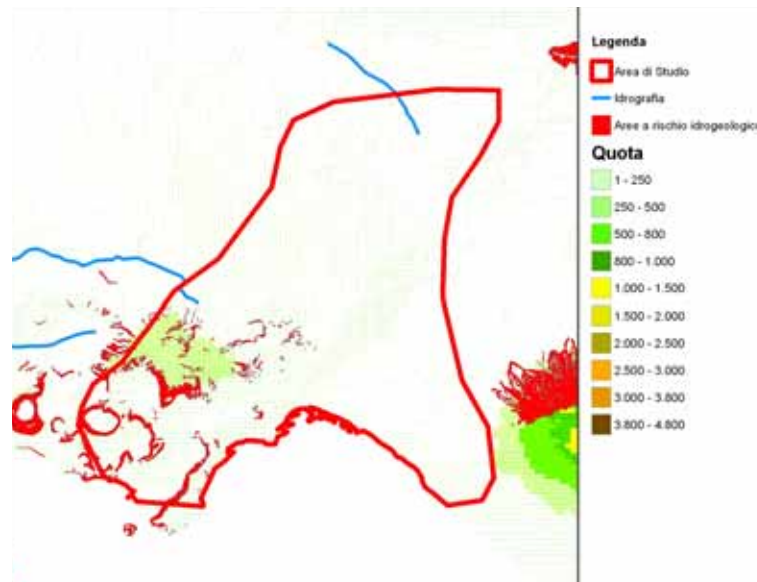 Legenda
Area di Studio
Idrografia
Aree a rischio idrogeologico
Quota
1 - 250
250 - 500
500 - 800
800 - 1.000
1.000 - 1.500
1.500 - 2.000
2.000 - 2.500
2.500 - 3.000
3.000 - 3.800
3.800 - 4.800